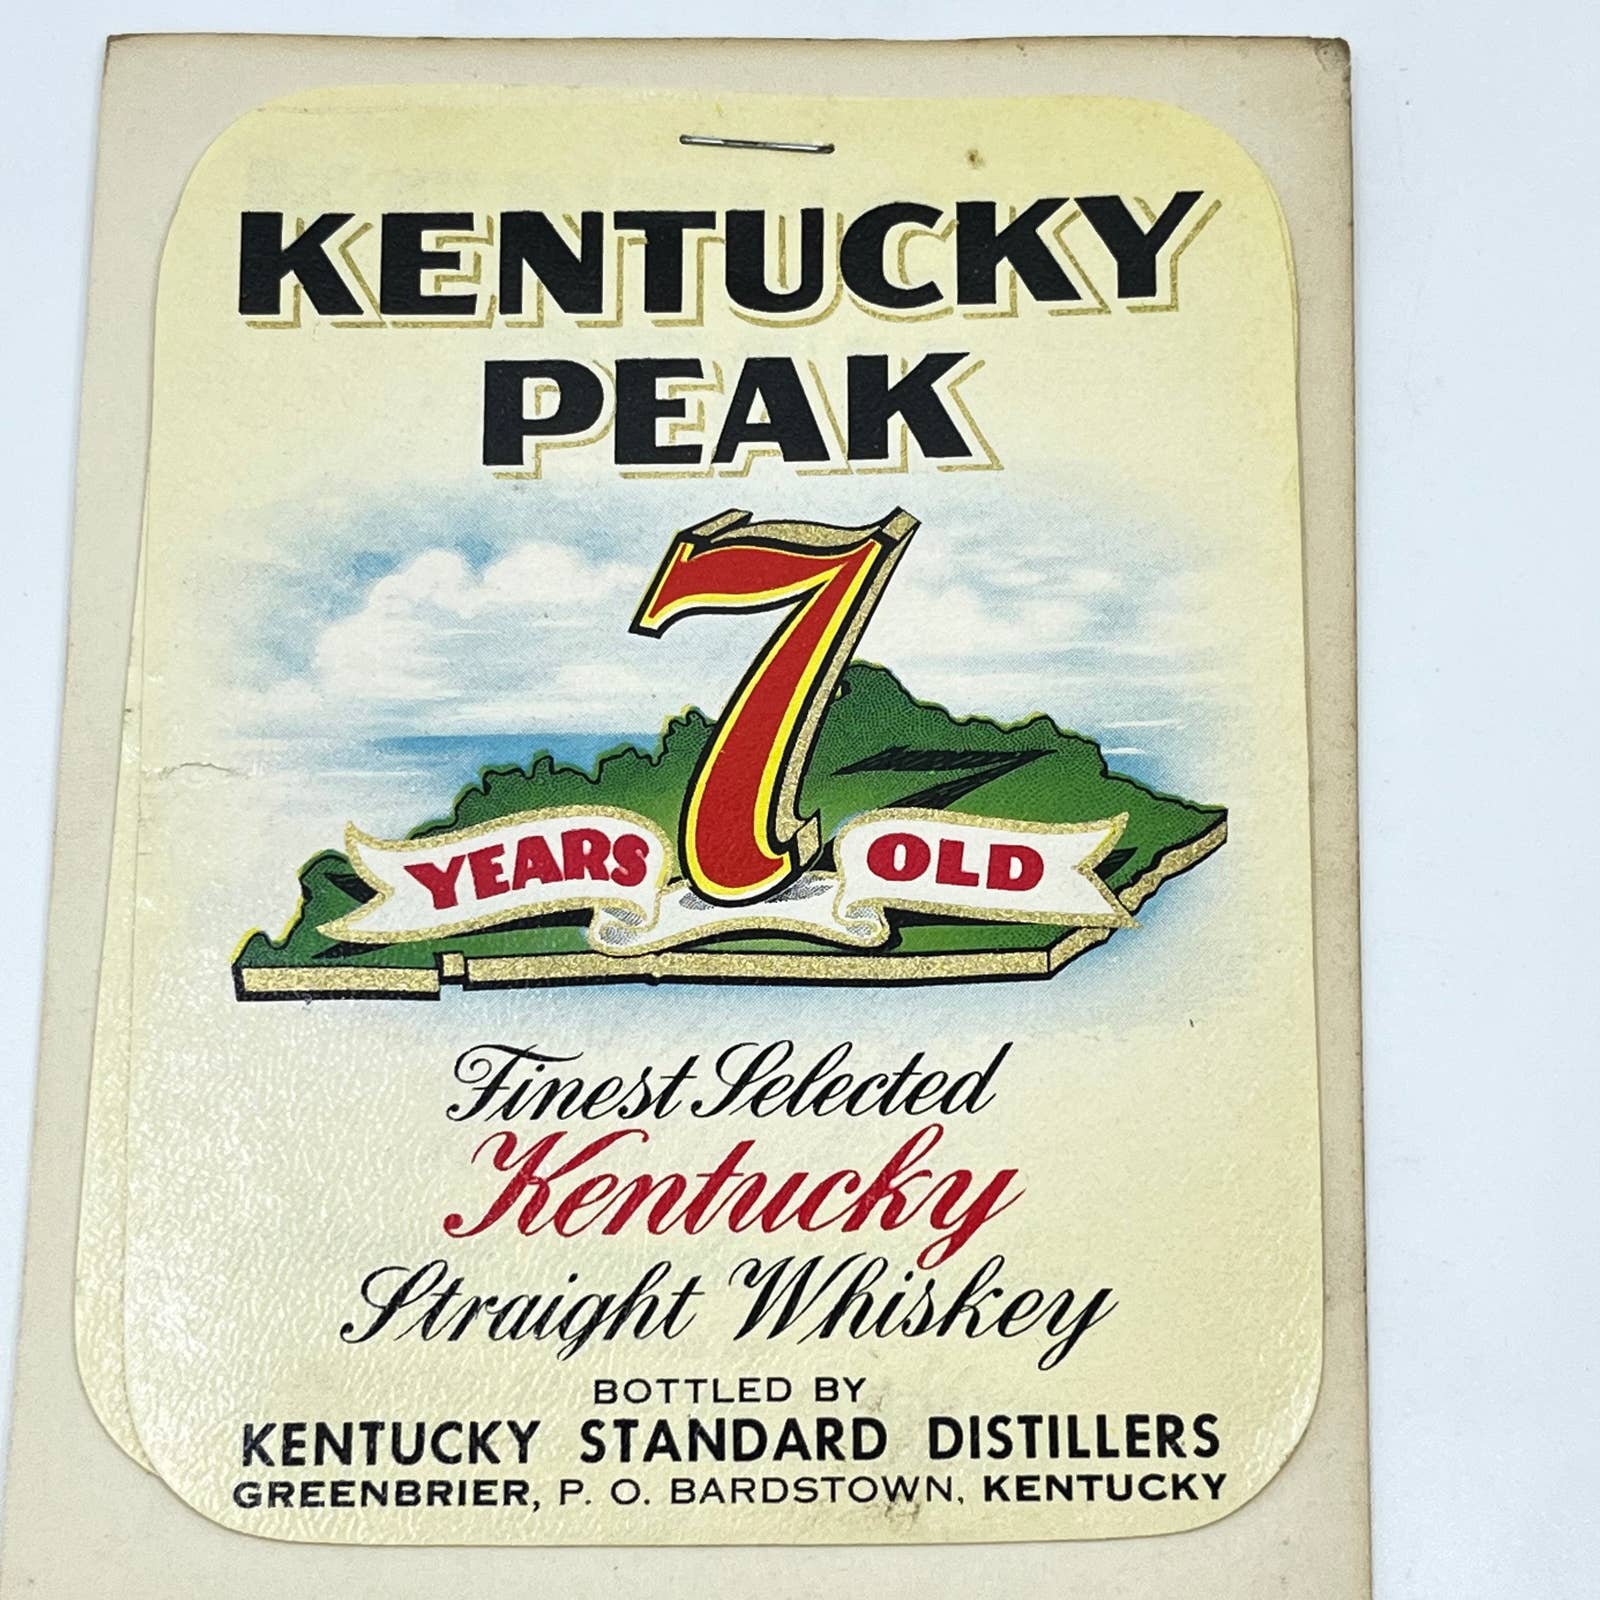 KENTUCKY
PEAK
7
YEARS OLD
Finest Selected
Kentucky
Straight Whiskey
BOTTLED BY
KENTUCKY STANDARD DISTILLERS
GREENBRIER, P. O. BARDSTOWN, KENTUCKY